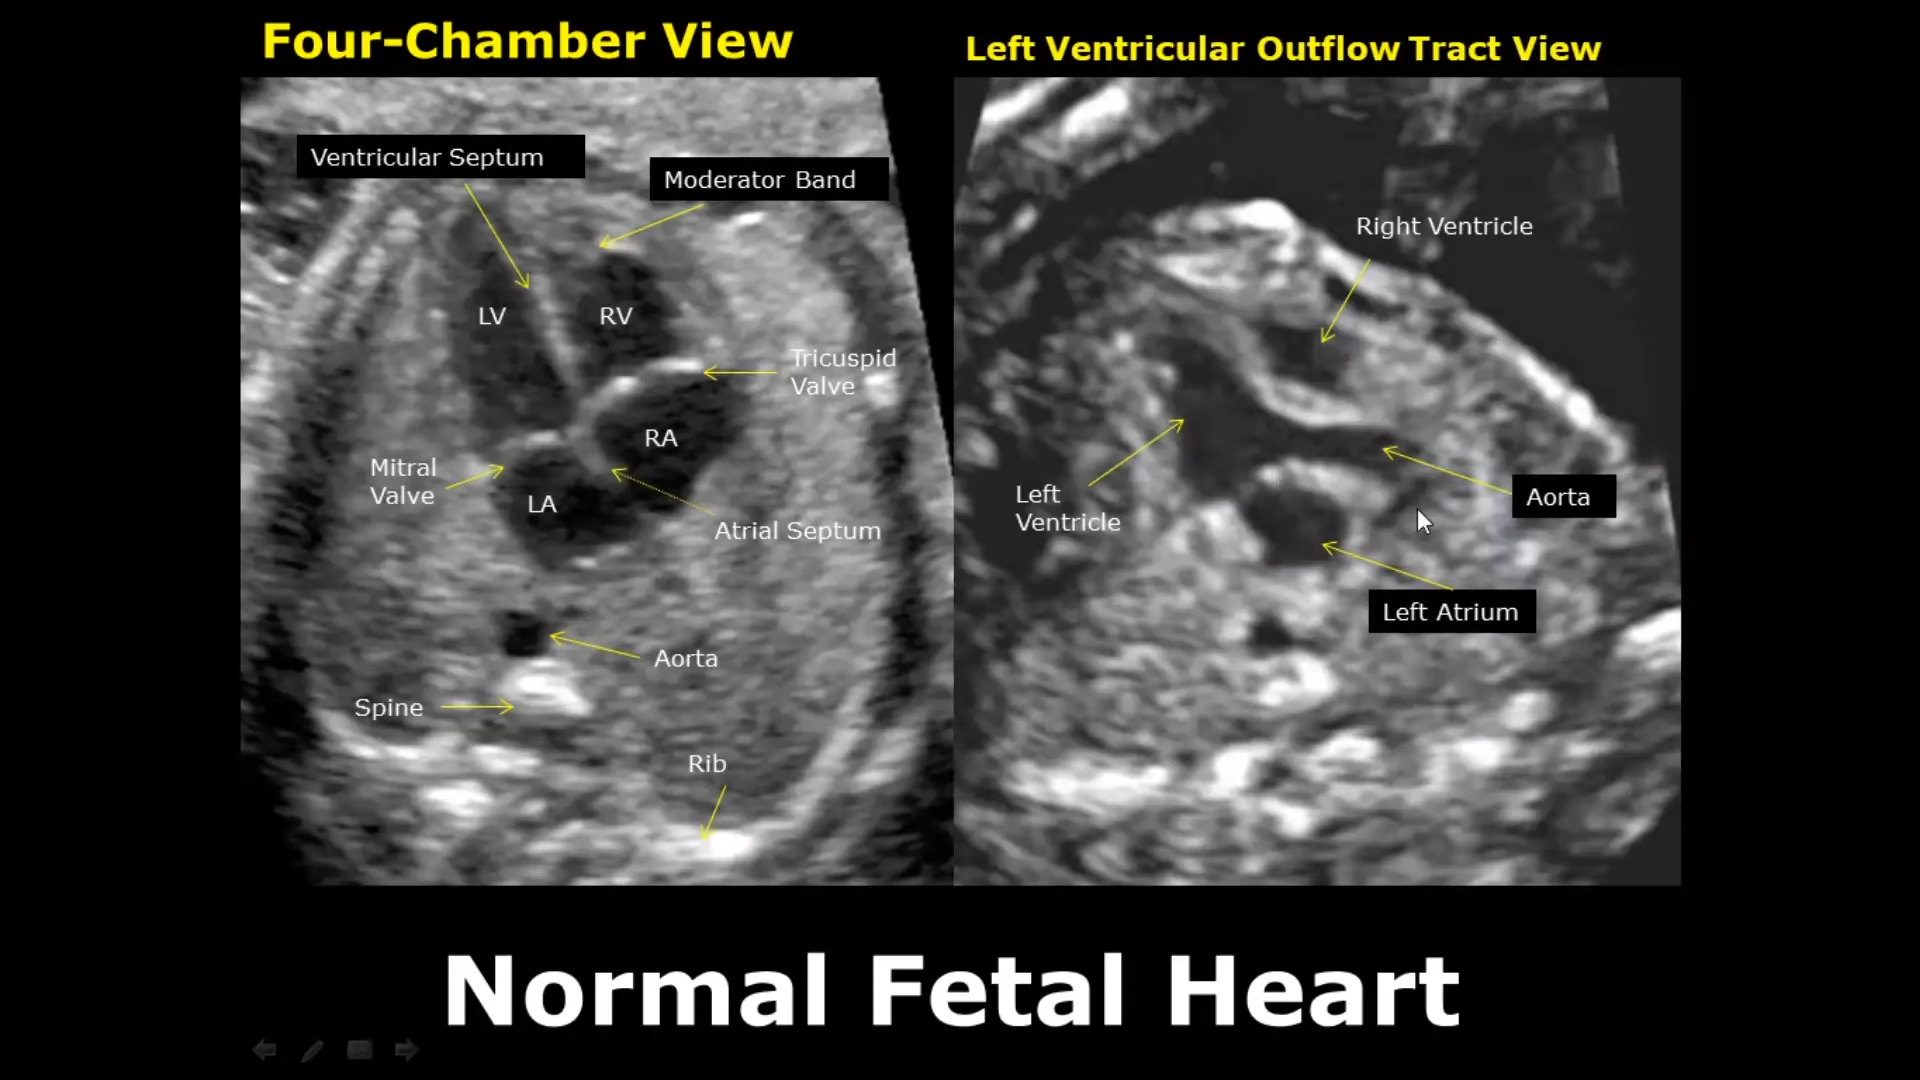 Four-Chamber View
Left Ventricular Outflow Tract View
Ventricular Septum
Moderator Band
LV
RV
Tricuspid
Valve
RA
Mitral
Valve
LA
Atrial Septum
Aorta
Spine
Rib
Right Ventricle
Left
Ventricle
Aorta
Left Atrium
Normal Fetal Heart